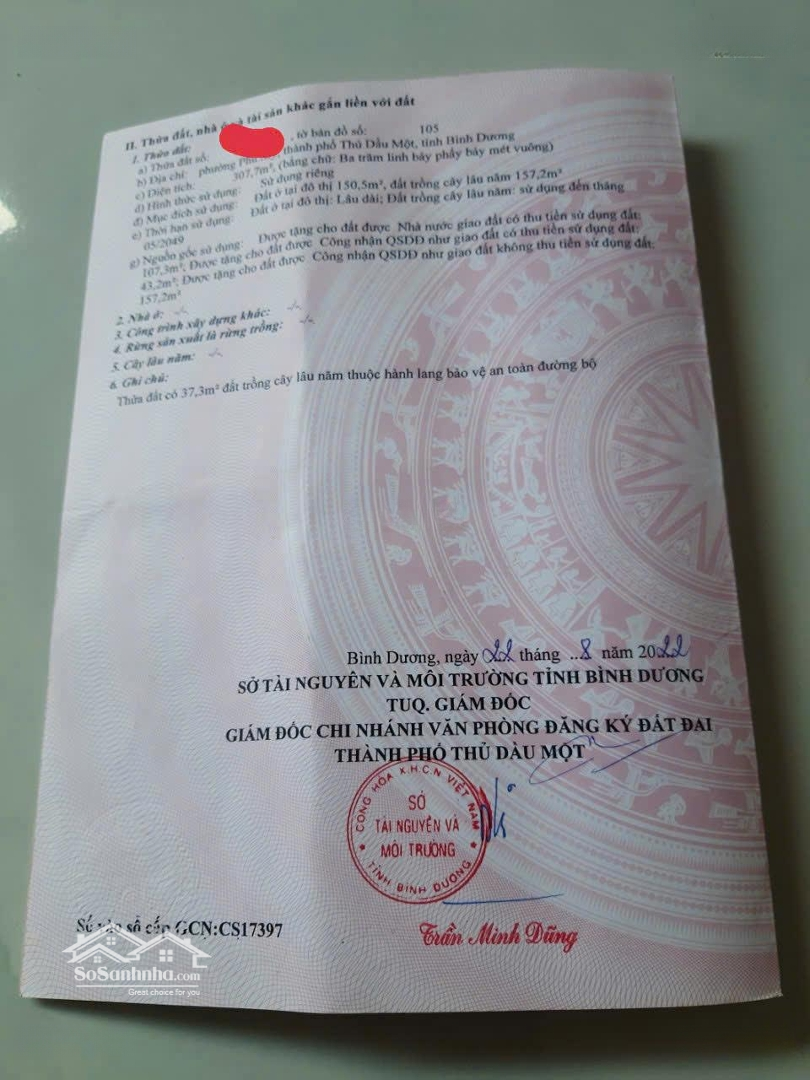 II. Thửa đất, nhà ở và tài sản khác gắn liền với đất
1. Thửa đất:
a) Thửa đất số: , tờ bản đồ số: 105
b) Địa chỉ: phường Phú thành phố Thủ Dầu Một, tỉnh Bình Dương
c) Diện tích: 307,7m², (bằng chữ: Ba trăm linh bảy phẩy bảy mét vuông)
d) Hình thức sử dụng: Sử dụng riêng
đ) Mục đích sử dụng: Đất ở tại đô thị 150,5m², đất trồng cây lâu năm 157,2m²
e) Thời hạn sử dụng: Đất ở tại đô thị: Lâu dài; Đất trồng cây lâu năm: sử dụng đến tháng
05/2049
g) Nguồn gốc sử dụng: Được tặng cho đất được Nhà nước giao đất có thu tiền sử dụng đất:
107,3m²; Được tặng cho đất được Công nhận QSDĐ như giao đất có thu tiền sử dụng đất:
43,2m²; Được tặng cho đất được Công nhận QSDĐ như giao đất không thu tiền sử dụng đất:
157,2m²
2. Nhà ở: -/-
3. Công trình xây dựng khác: -/-
4. Rừng sản xuất là rừng trồng: -/-
5. Cây lâu năm: -/-
6. Ghi chú:
Thửa đất có 37,3m² đất trồng cây lâu năm thuộc hành lang bảo vệ an toàn đường bộ
Bình Dương, ngày 22 tháng ..8 năm 2022
SỞ TÀI NGUYÊN VÀ MÔI TRƯỜNG TỈNH BÌNH DƯƠNG
TUQ. GIÁM ĐỐC
GIÁM ĐỐC CHI NHÁNH VĂN PHÒNG ĐĂNG KÝ ĐẤT ĐAI
THÀNH PHỐ THỦ DẦU MỘT
CỘNG HÒA X.H.C.N VIỆT NAM
SỞ
TÀI NGUYÊN VÀ
MÔI TRƯỜNG
TỈNH BÌNH DƯƠNG
Số vào sổ cấp GCN:CS17397
Trần Minh Dũng
SoSanhnha.com
Great choice for you